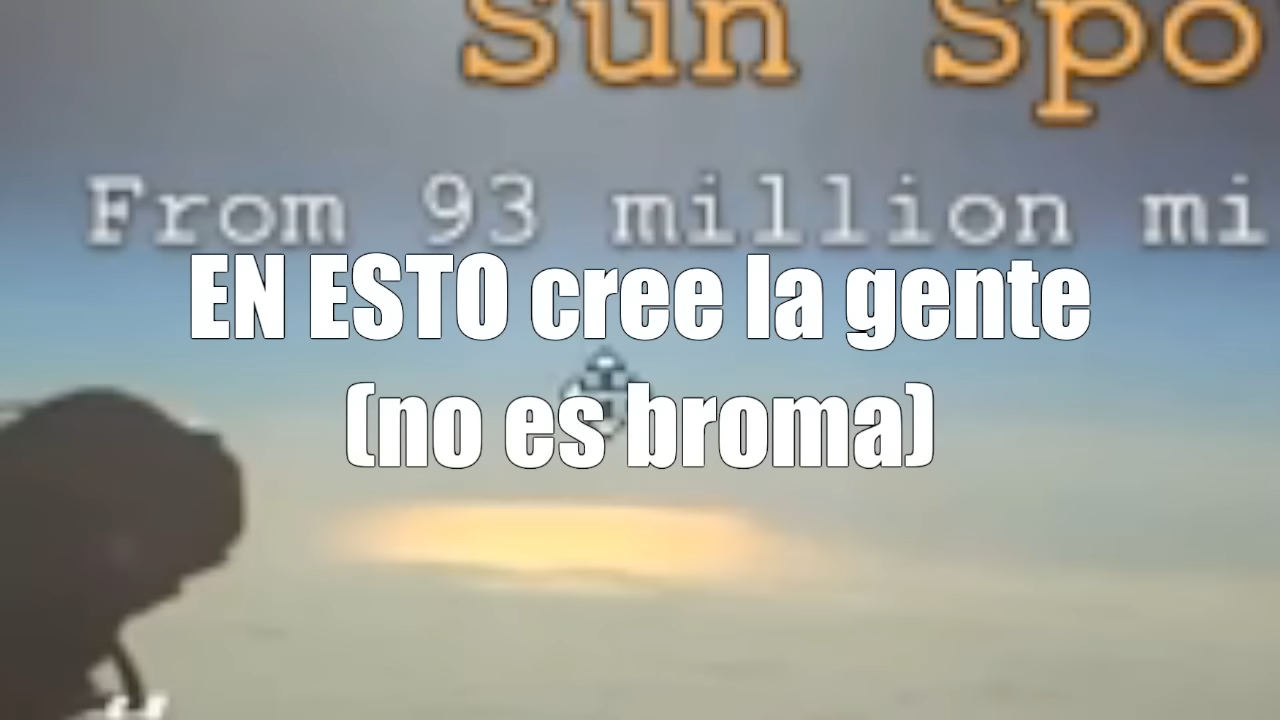 Sun Spo
From 93 million mi
EN ESTO cree la gente
(no es broma)